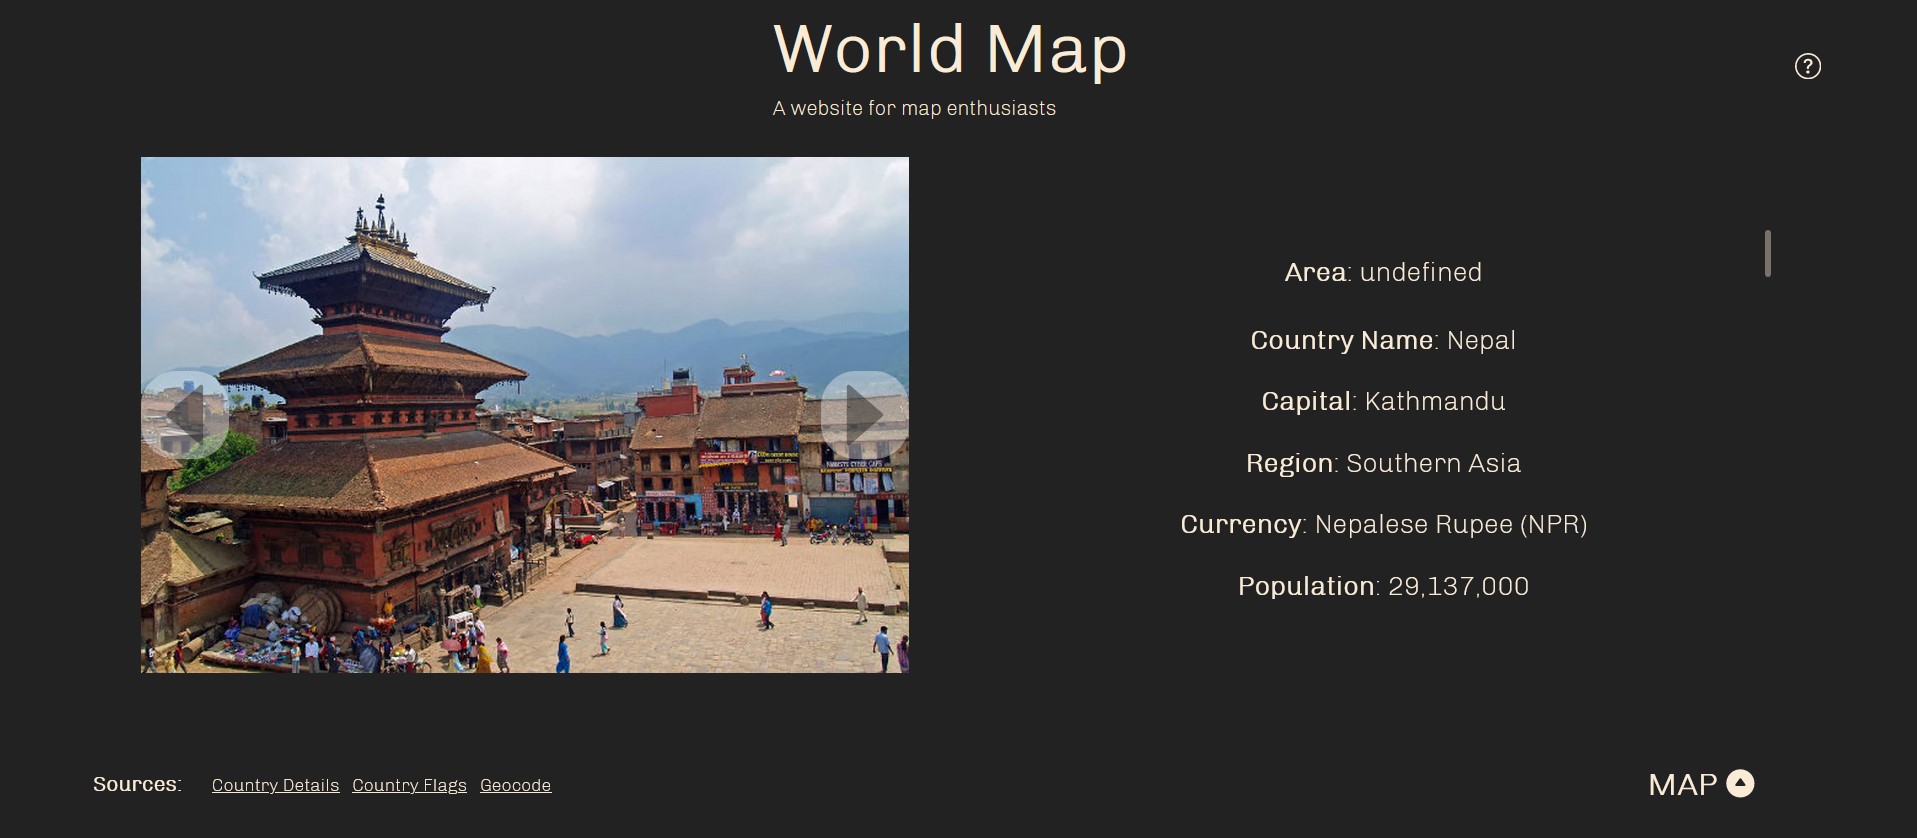 World Map
A website for map enthusiasts
Area: undefined
Country Name: Nepal
Capital: Kathmandu
Region: Southern Asia
Currency: Nepalese Rupee (NPR)
Population: 29,137,000
Sources: Country Details Country Flags Geocode
MAP